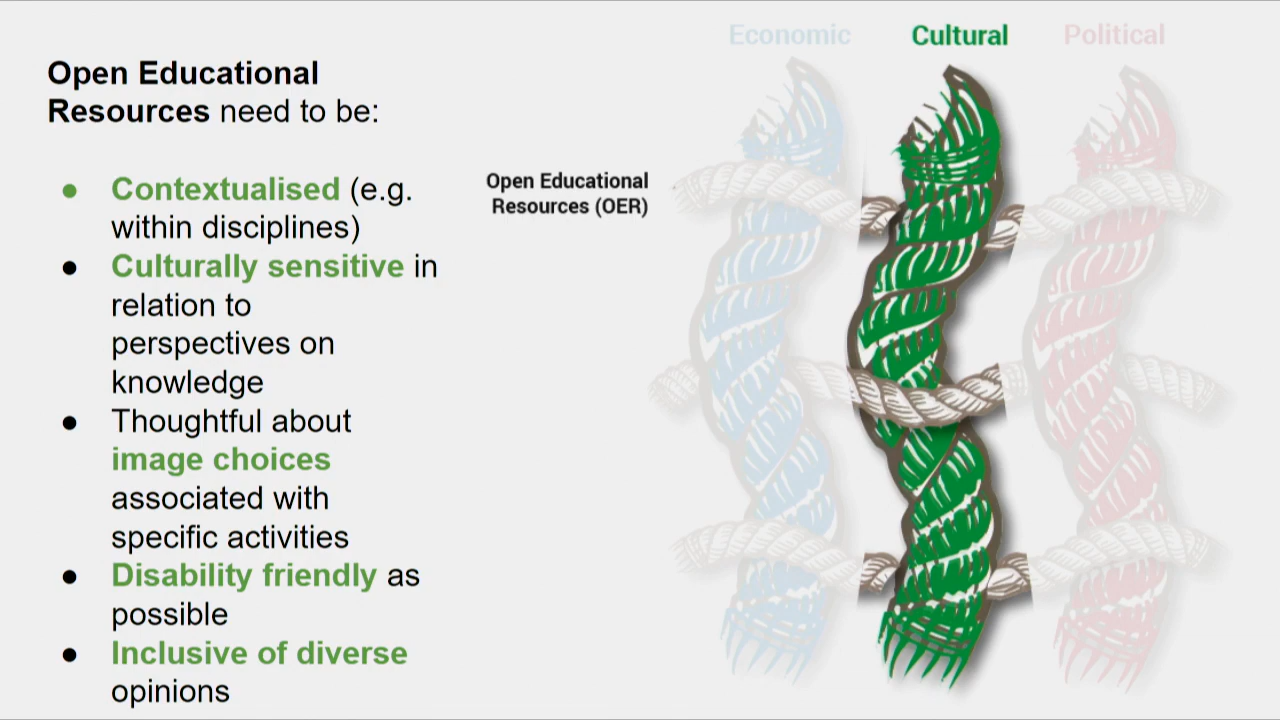 Open Educational
Resources need to be:
● Contextualised (e.g.
within disciplines)
● Culturally sensitive in
relation to
perspectives on
knowledge
● Thoughtful about
image choices
associated with
specific activities
● Disability friendly as
possible
● Inclusive of diverse
opinions
Economic
Cultural
Political
Open Educational
Resources (OER)